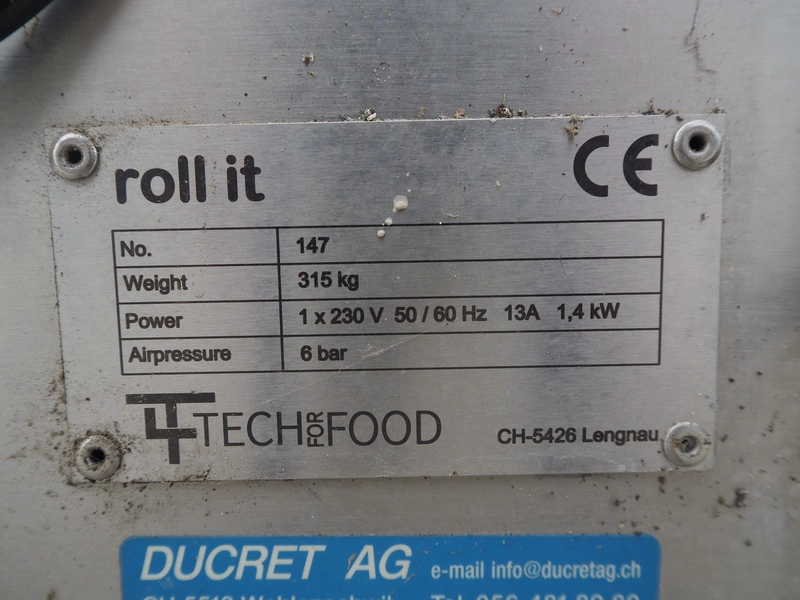 roll it CE
No. 147
Weight 315 kg
Power 1 x 230 V 50 / 60 Hz 13A 1,4 kW
Airpressure 6 bar
TECH FOR FOOD CH-5426 Lengnau
DUCRET AG e-mail info@ducretag.ch